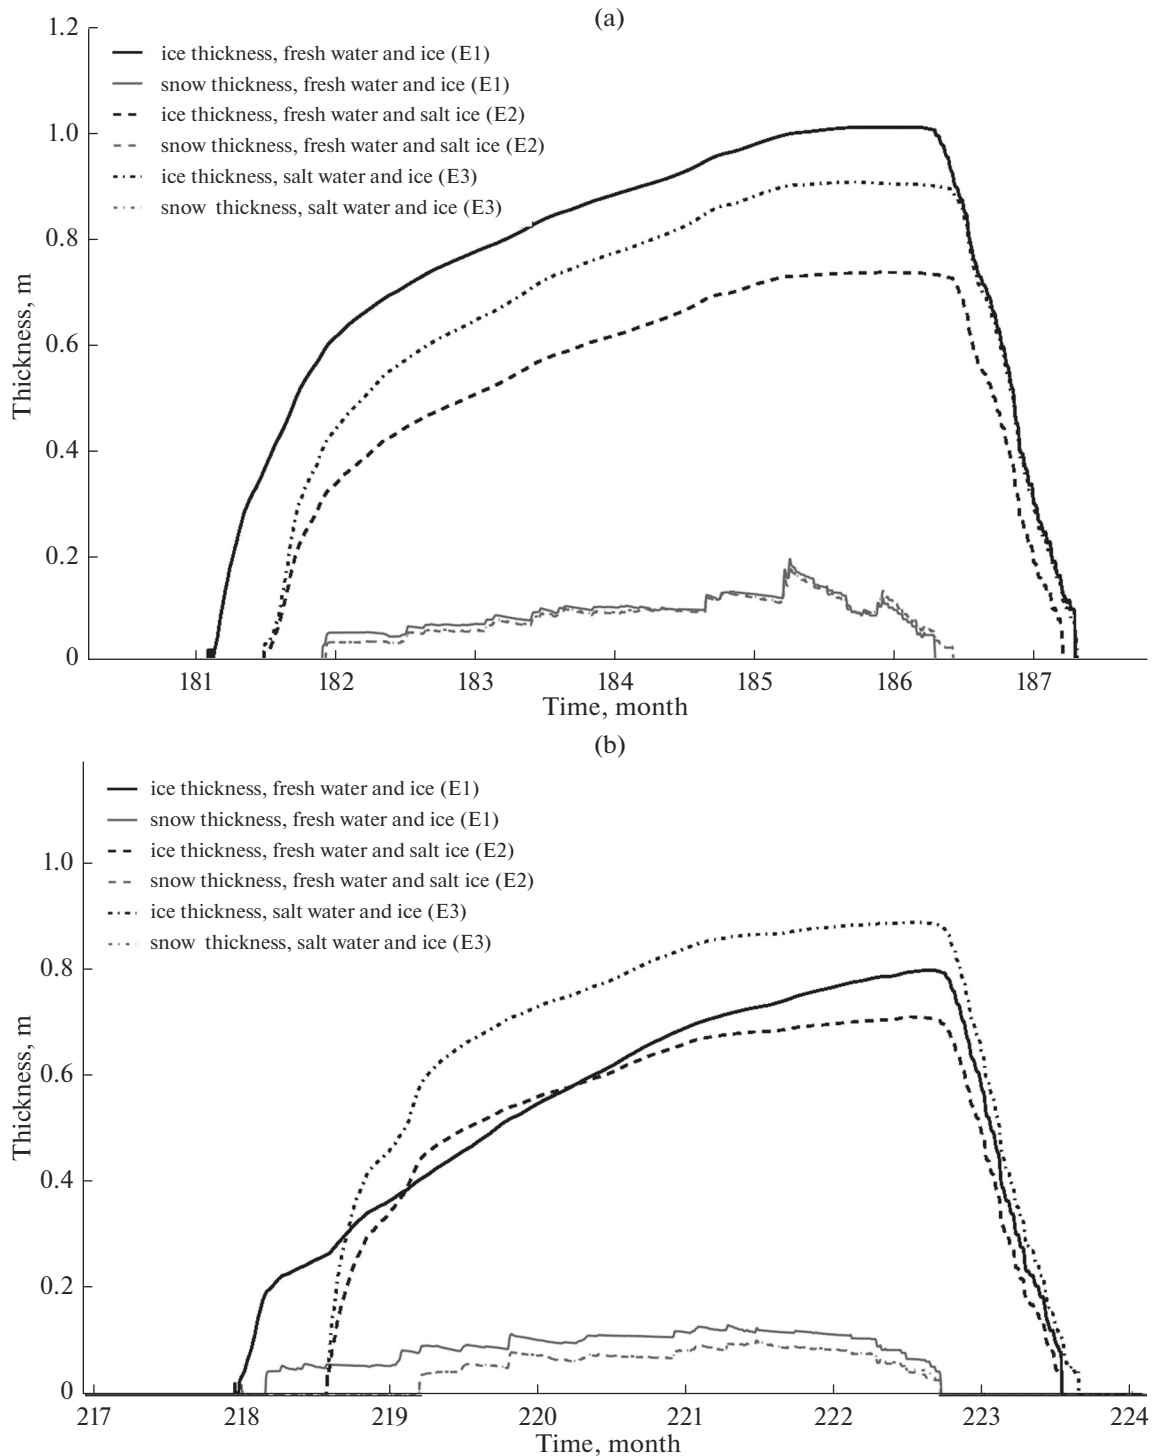 (a)
1.2
1.0
0.8
0.6
0.4
0.2
0
Thickness, m
ice thickness, fresh water and ice (E1)
snow thickness, fresh water and ice (E1)
ice thickness, fresh water and salt ice (E2)
snow thickness, fresh water and salt ice (E2)
ice thickness, salt water and ice (E3)
snow thickness, salt water and ice (E3)
181 182 183 184 185 186 187
Time, month
(b)
1.0
0.8
0.6
0.4
0.2
0
Thickness, m
ice thickness, fresh water and ice (E1)
snow thickness, fresh water and ice (E1)
ice thickness, fresh water and salt ice (E2)
snow thickness, fresh water and salt ice (E2)
ice thickness, salt water and ice (E3)
snow thickness, salt water and ice (E3)
217 218 219 220 221 222 223 224
Time, month